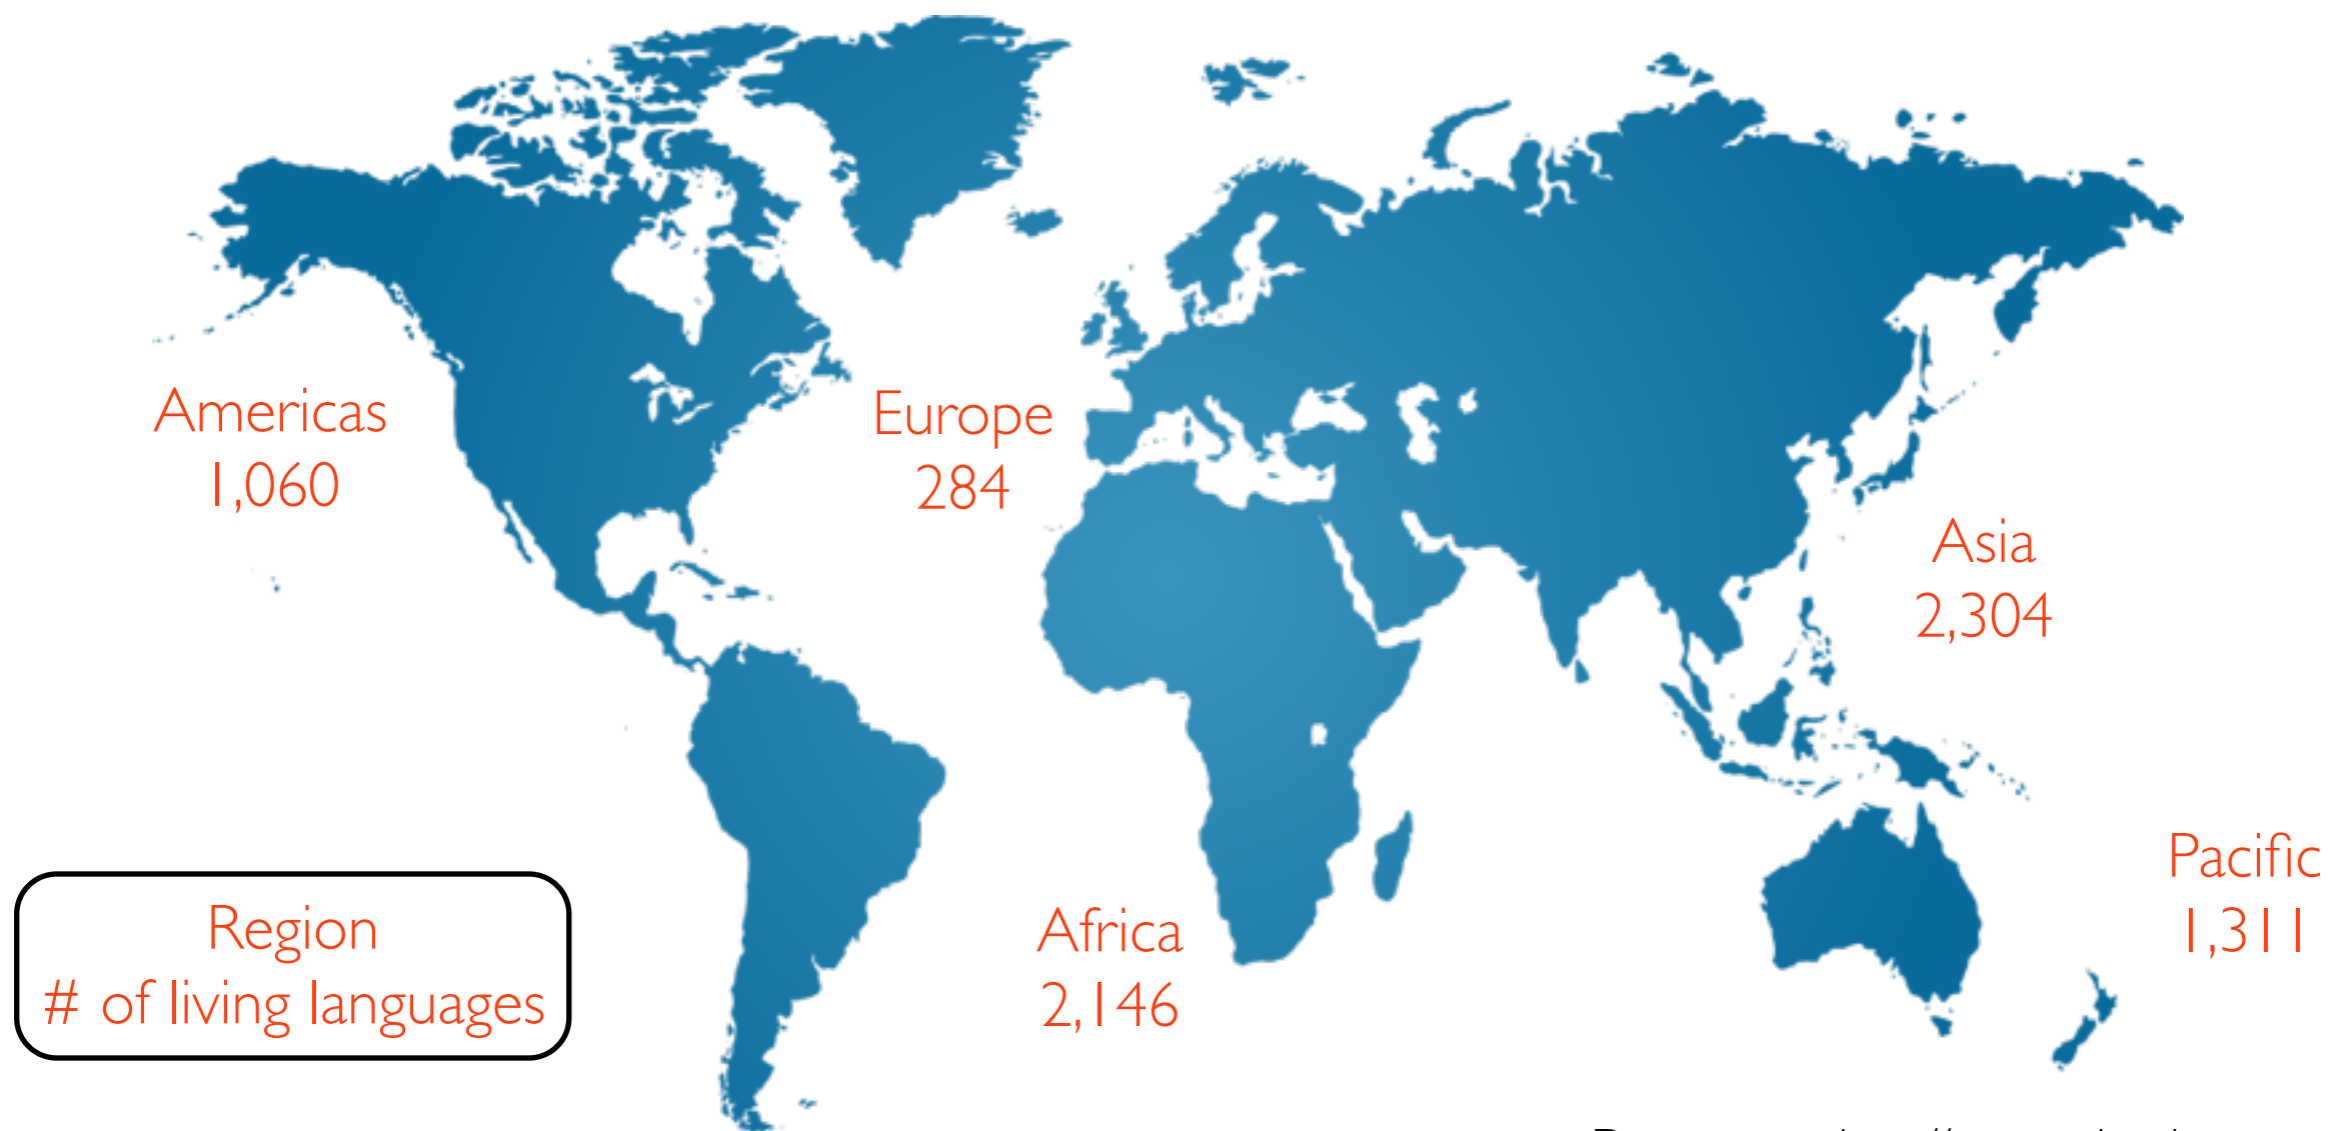 Americas
1,060
Europe
284
Asia
2,304
Pacific
1,311
Africa
2,146
Region
# of living languages